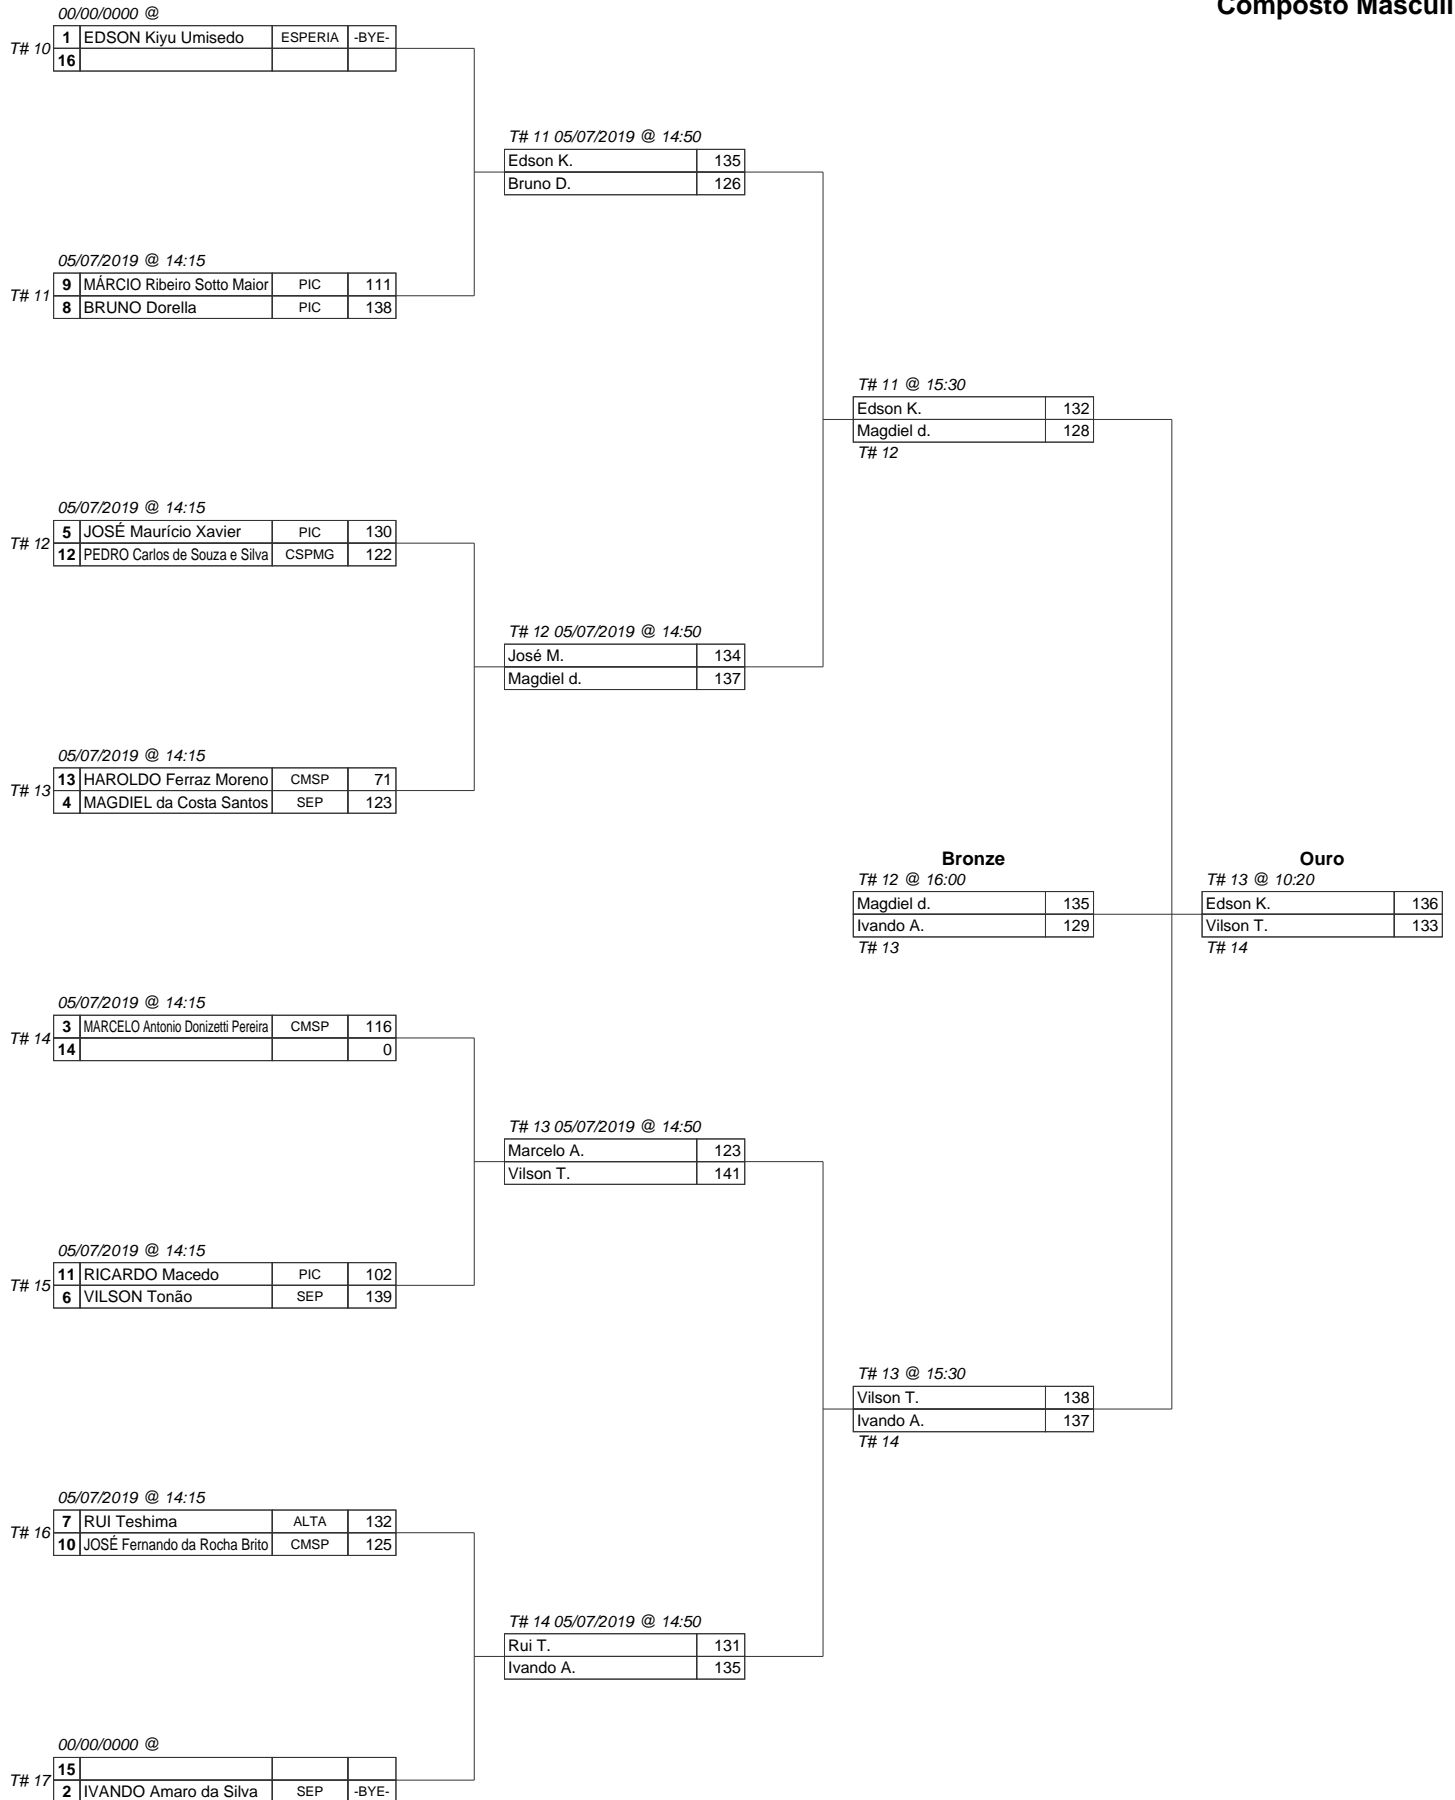 Composto Masculi
00/00/0000 @
T# 10
1 EDSON Kiyu Umisedo ESPERIA -BYE-
16
T# 11 05/07/2019 @ 14:50
Edson K. 135
Bruno D. 126
05/07/2019 @ 14:15
T# 11
9 MÁRCIO Ribeiro Sotto Maior PIC 111
8 BRUNO Dorella PIC 138
T# 11 @ 15:30
Edson K. 132
Magdiel d. 128
T# 12
05/07/2019 @ 14:15
T# 12
5 JOSÉ Maurício Xavier PIC 130
12 PEDRO Carlos de Souza e Silva CSPMG 122
T# 12 05/07/2019 @ 14:50
José M. 134
Magdiel d. 137
05/07/2019 @ 14:15
T# 13
13 HAROLDO Ferraz Moreno CMSP 71
4 MAGDIEL da Costa Santos SEP 123
Bronze
T# 12 @ 16:00
Magdiel d. 135
Ivando A. 129
T# 13
Ouro
T# 13 @ 10:20
Edson K. 136
Vilson T. 133
T# 14
05/07/2019 @ 14:15
T# 14
3 MARCELO Antonio Donizetti Pereira CMSP 116
14 0
T# 13 05/07/2019 @ 14:50
Marcelo A. 123
Vilson T. 141
05/07/2019 @ 14:15
T# 15
11 RICARDO Macedo PIC 102
6 VILSON Tonão SEP 139
T# 13 @ 15:30
Vilson T. 138
Ivando A. 137
T# 14
05/07/2019 @ 14:15
T# 16
7 RUI Teshima ALTA 132
10 JOSÉ Fernando da Rocha Brito CMSP 125
T# 14 05/07/2019 @ 14:50
Rui T. 131
Ivando A. 135
00/00/0000 @
T# 17
15
2 IVANDO Amaro da Silva SEP -BYE-